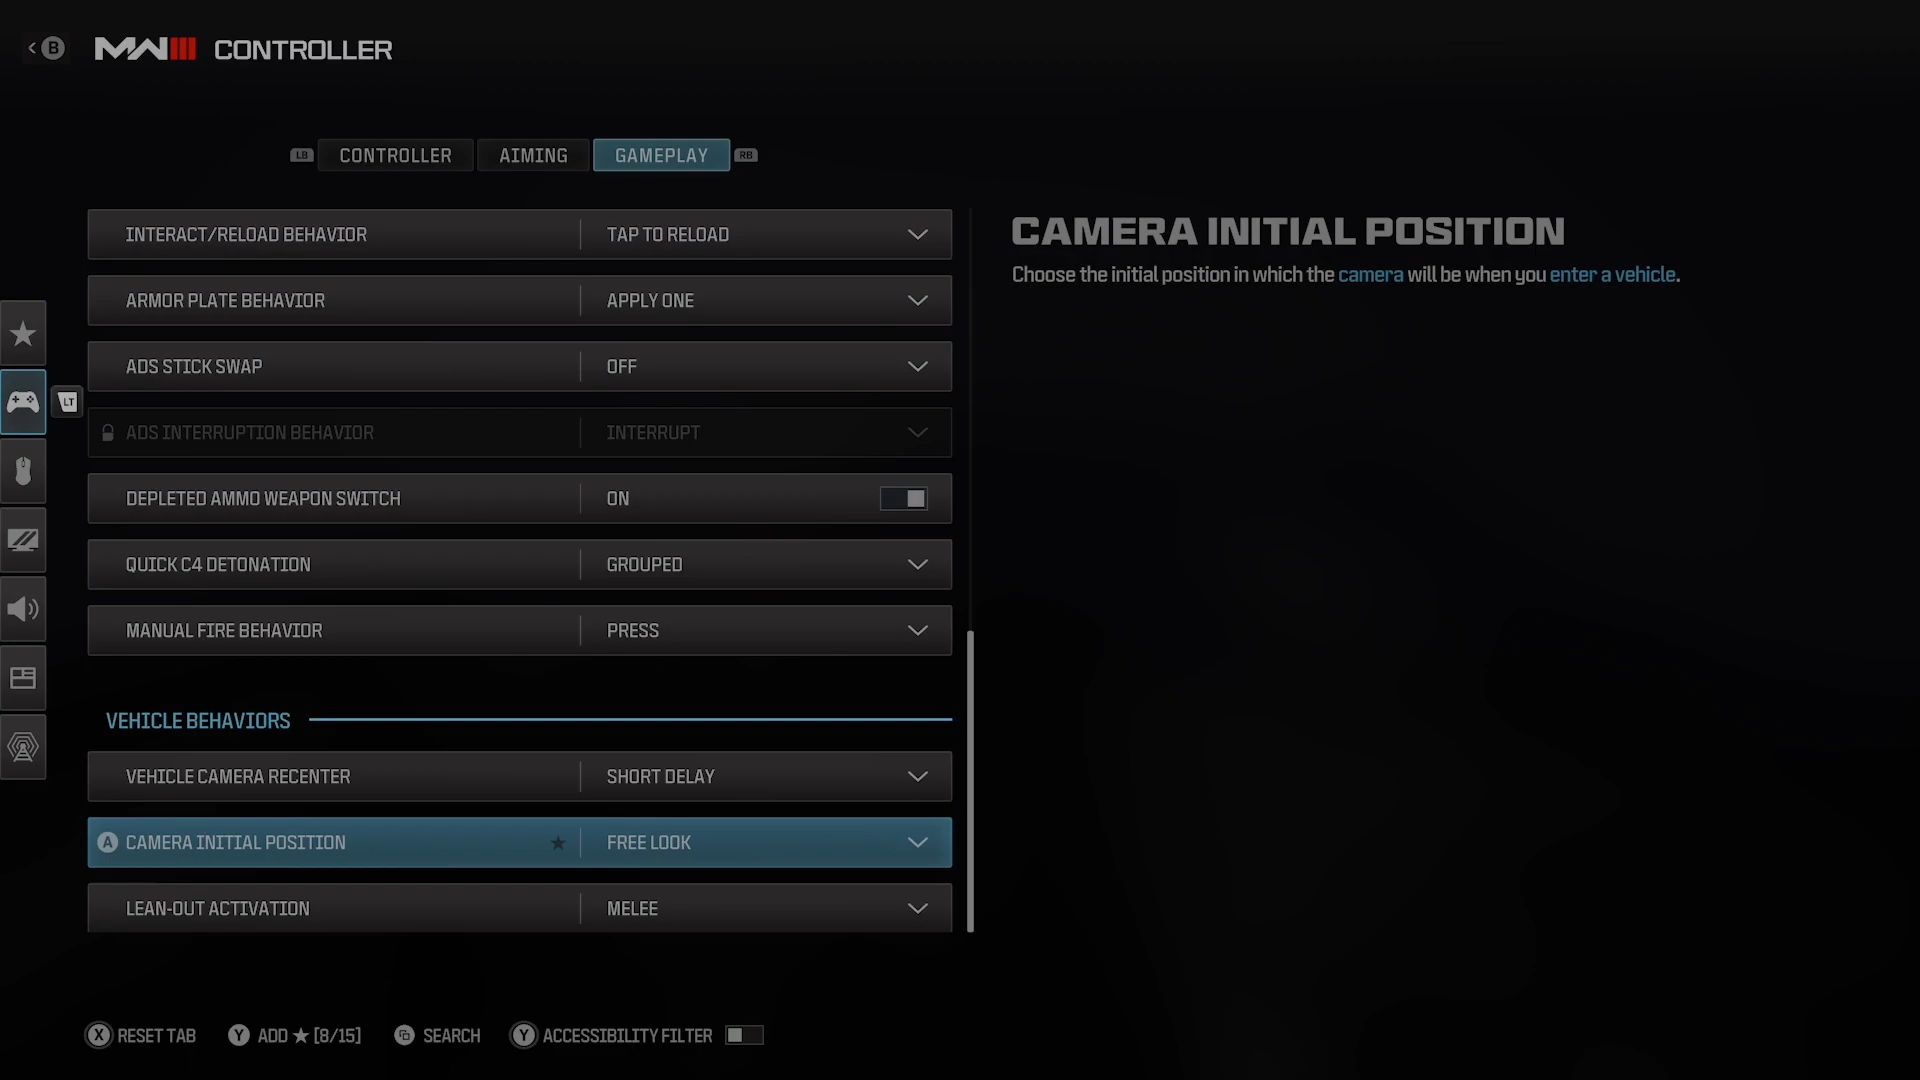 B MWIII CONTROLLER
LB CONTROLLER AIMING GAMEPLAY RB
INTERACT/RELOAD BEHAVIOR TAP TO RELOAD
ARMOR PLATE BEHAVIOR APPLY ONE
ADS STICK SWAP OFF
LT
ADS INTERRUPTION BEHAVIOR INTERRUPT
DEPLETED AMMO WEAPON SWITCH ON
QUICK C4 DETONATION GROUPED
MANUAL FIRE BEHAVIOR PRESS
VEHICLE BEHAVIORS
VEHICLE CAMERA RECENTER SHORT DELAY
A CAMERA INITIAL POSITION ★ FREE LOOK
LEAN-OUT ACTIVATION MELEE
CAMERA INITIAL POSITION
Choose the initial position in which the camera will be when you enter a vehicle.
X RESET TAB Y ADD ★ [8/15] SEARCH Y ACCESSIBILITY FILTER